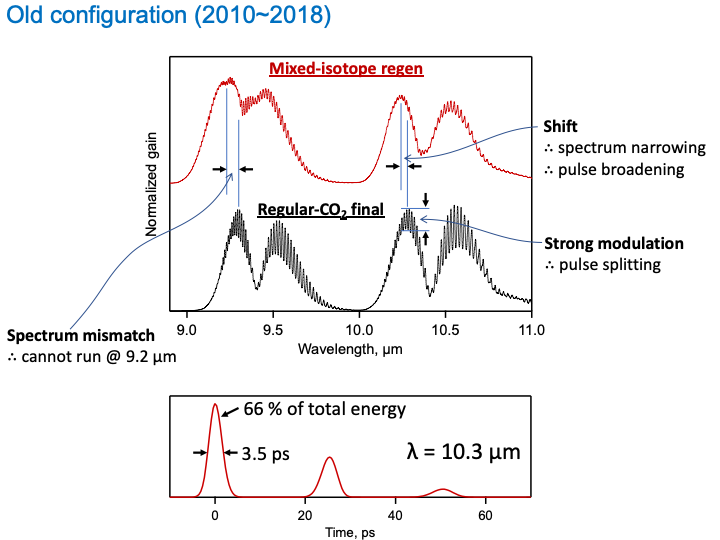 Old configuration (2010~2018)
Mixed-isotope regen
Normalized gain
Shift
∴ spectrum narrowing
∴ pulse broadening
Regular-CO₂ final
Strong modulation
∴ pulse splitting
Spectrum mismatch
∴ cannot run @ 9.2 µm
9.0 9.5 10.0 10.5 11.0
Wavelength, µm
66 % of total energy
3.5 ps
λ = 10.3 µm
0 20 40 60
Time, ps